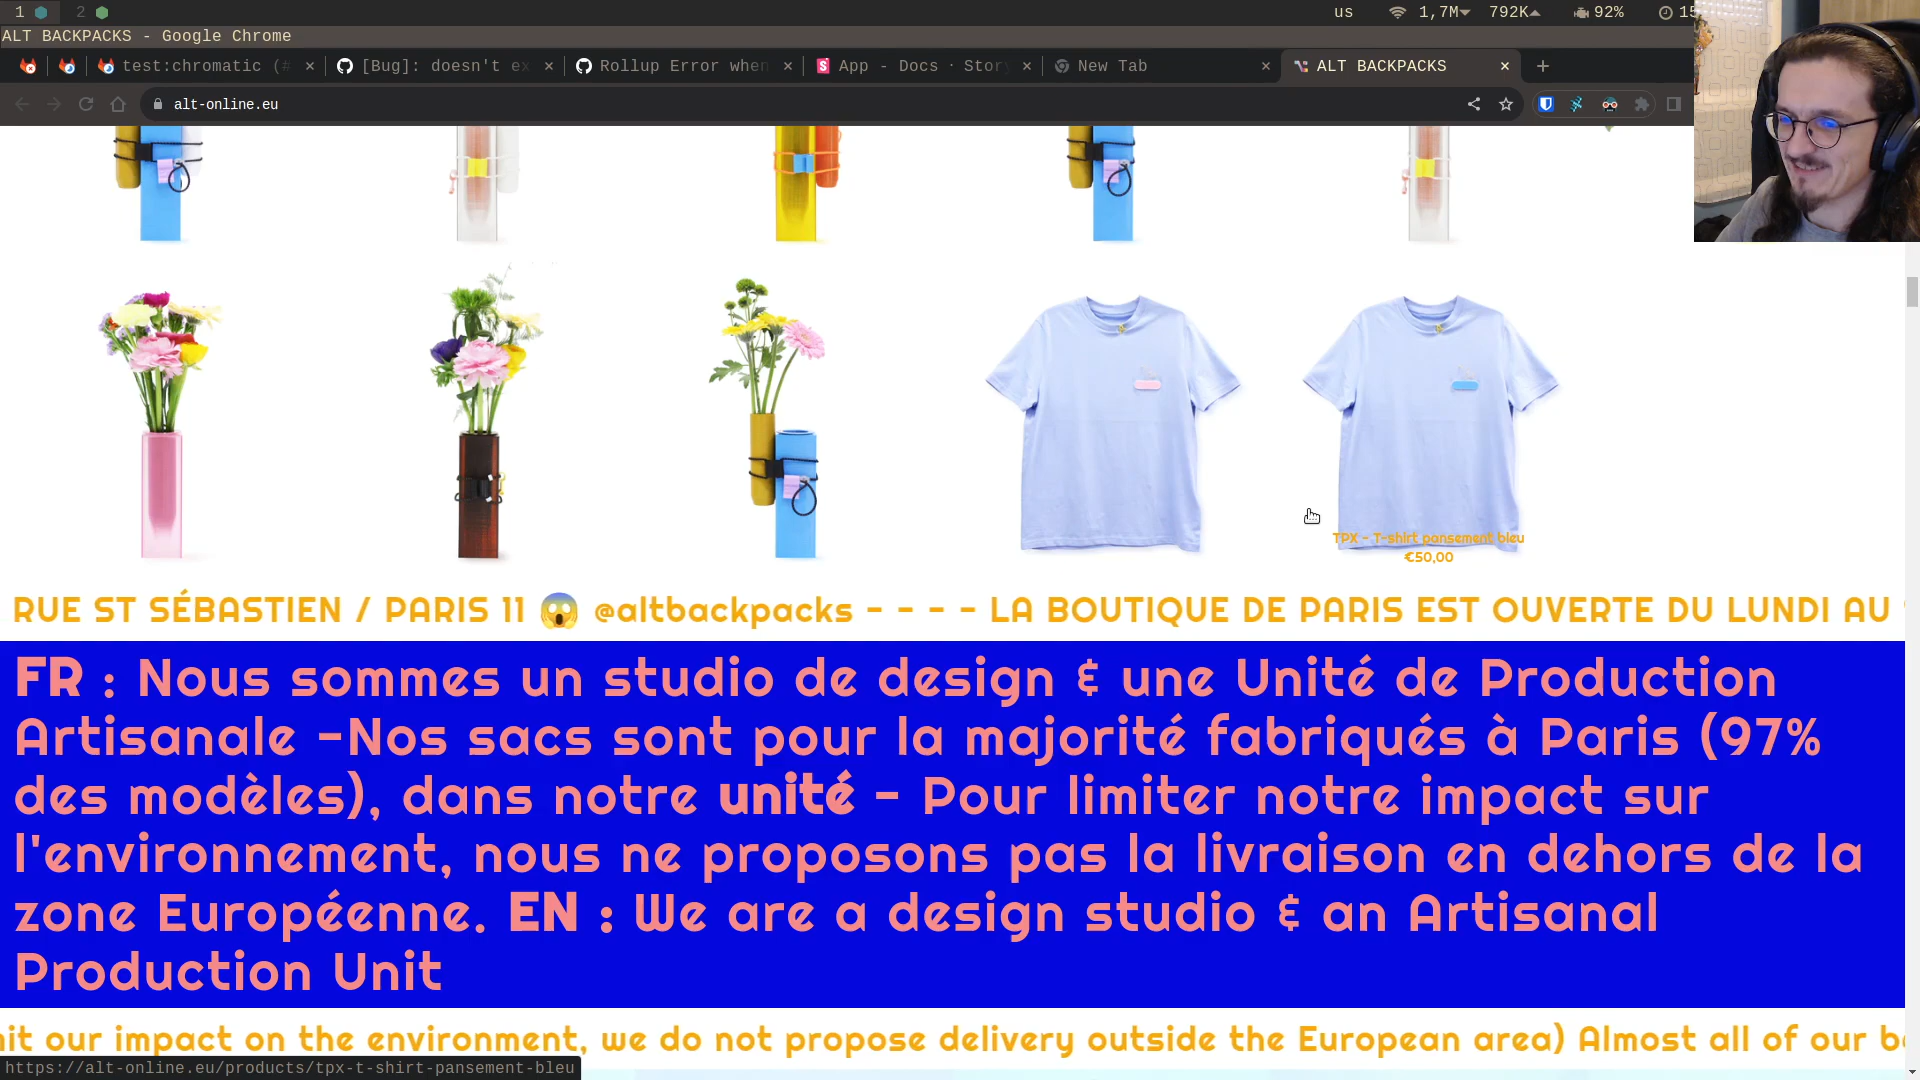 1 2 us 1,7M 792K 92% 15
ALT BACKPACKS - Google Chrome
test:chromatic (# [Bug]: doesn't ex Rollup Error when App - Docs · Story New Tab ALT BACKPACKS
alt-online.eu
TPX - T-shirt pansement bleu
€50,00
RUE ST SÉBASTIEN / PARIS 11 😱 @altbackpacks - - - - LA BOUTIQUE DE PARIS EST OUVERTE DU LUNDI AU
FR : Nous sommes un studio de design & une Unité de Production
Artisanale -Nos sacs sont pour la majorité fabriqués à Paris (97%
des modèles), dans notre unité - Pour limiter notre impact sur
l'environnement, nous ne proposons pas la livraison en dehors de la
zone Européenne. EN : We are a design studio & an Artisanal
Production Unit
our impact on the environment, we do not propose delivery outside the European area) Almost all of our
https://alt-online.eu/products/tpx-t-shirt-pansement-bleu